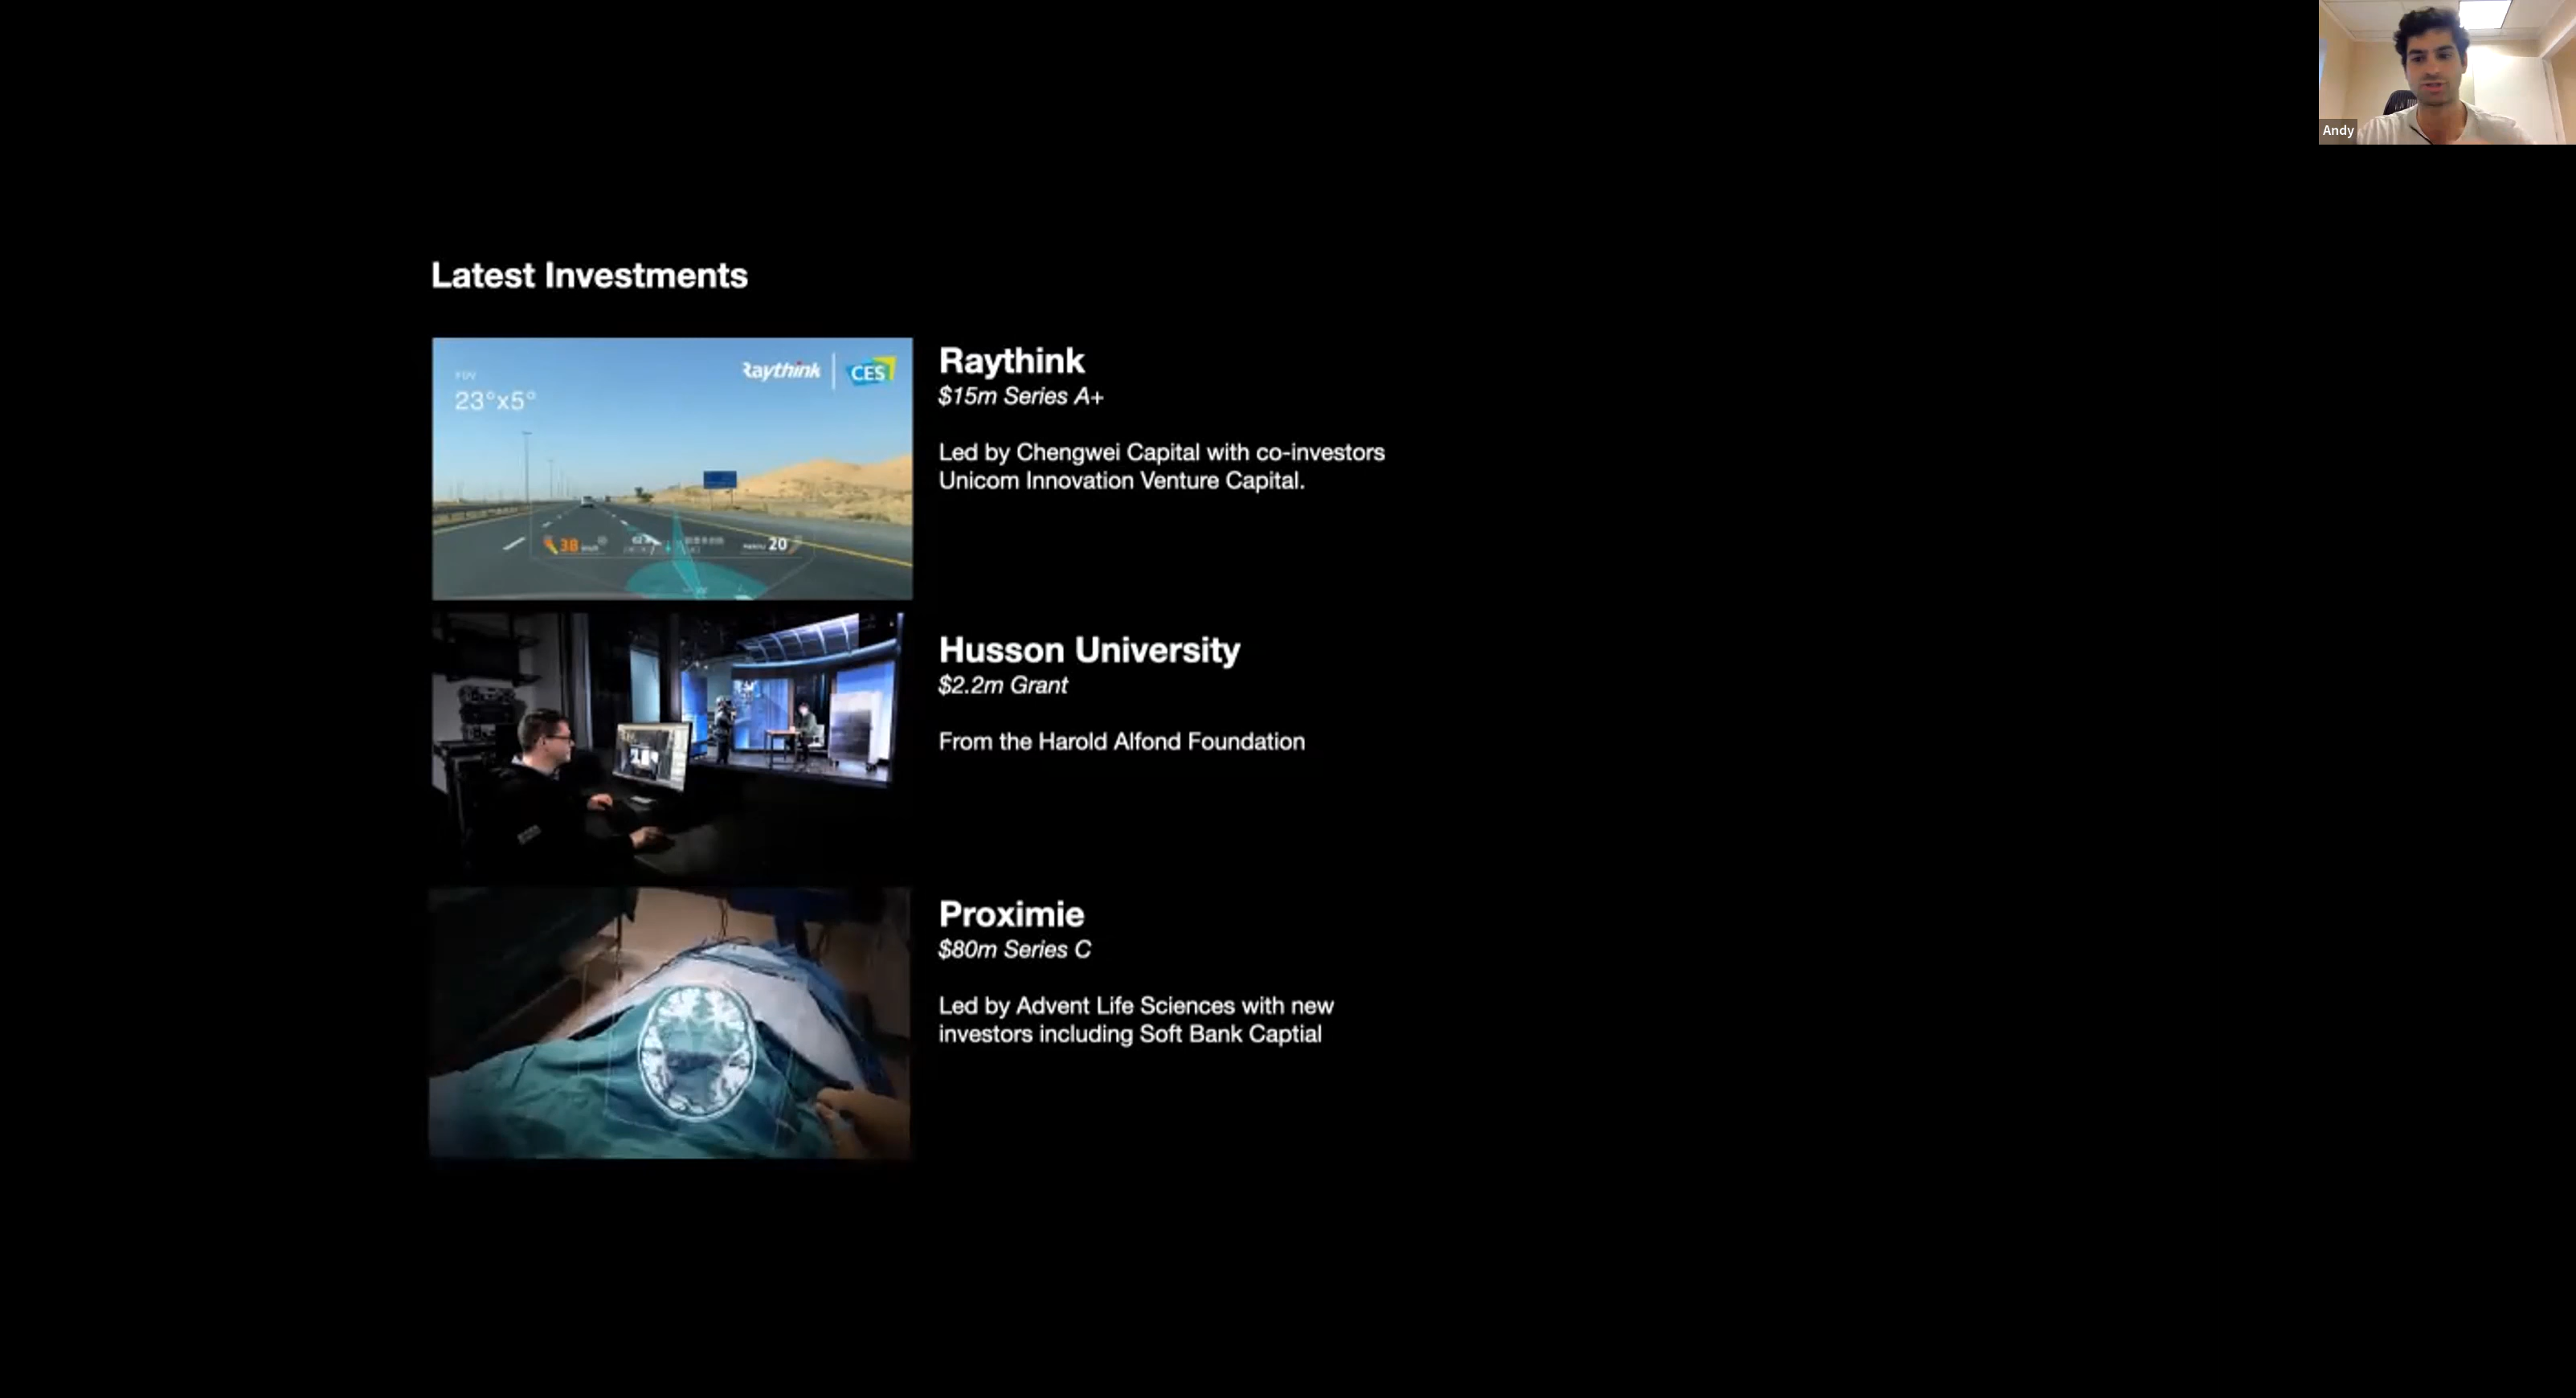 Andy
Latest Investments
FOV
23°x5°
Raythink
CES
38 km/h
20
Raythink
$15m Series A+
Led by Chengwei Capital with co-investors
Unicom Innovation Venture Capital.
Husson University
$2.2m Grant
From the Harold Alfond Foundation
Proximie
$80m Series C
Led by Advent Life Sciences with new
investors including Soft Bank Captial